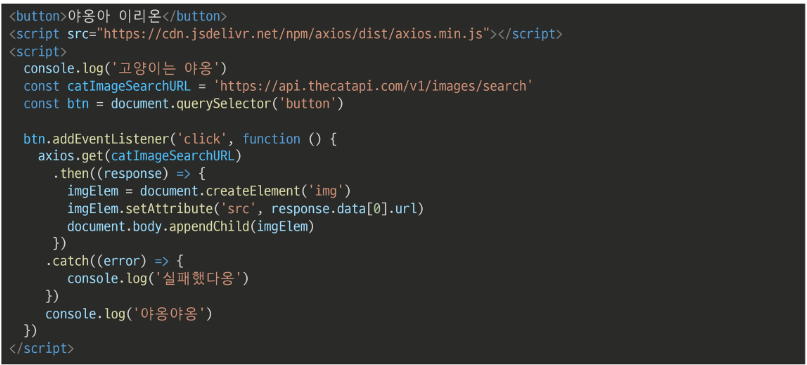 <button>야옹아 이리온</button>
<script src="https://cdn.jsdelivr.net/npm/axios/dist/axios.min.js"></script>
<script>
  console.log('고양이는 야옹')
  const catImageSearchURL = 'https://api.thecatapi.com/v1/images/search'
  const btn = document.querySelector('button')

  btn.addEventListener('click', function () {
    axios.get(catImageSearchURL)
      .then((response) => {
        imgElem = document.createElement('img')
        imgElem.setAttribute('src', response.data[0].url)
        document.body.appendChild(imgElem)
      })
     .catch((error) => {
        console.log('실패했다옹')
     })
     console.log('야옹야옹')
  })
</script>